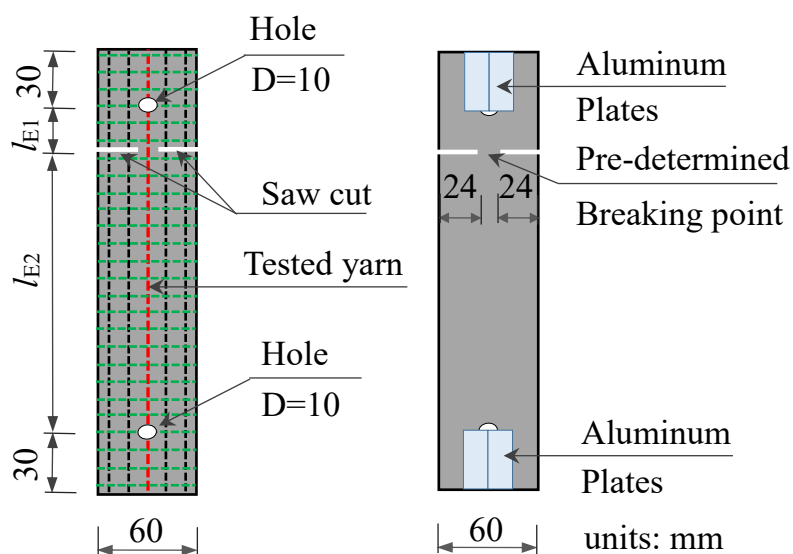 Hole
D=10
30
lE1
Saw cut
lE2
Tested yarn
Hole
D=10
30
60
Aluminum
Plates
Pre-determined
Breaking point
24
24
Aluminum
Plates
60
units: mm